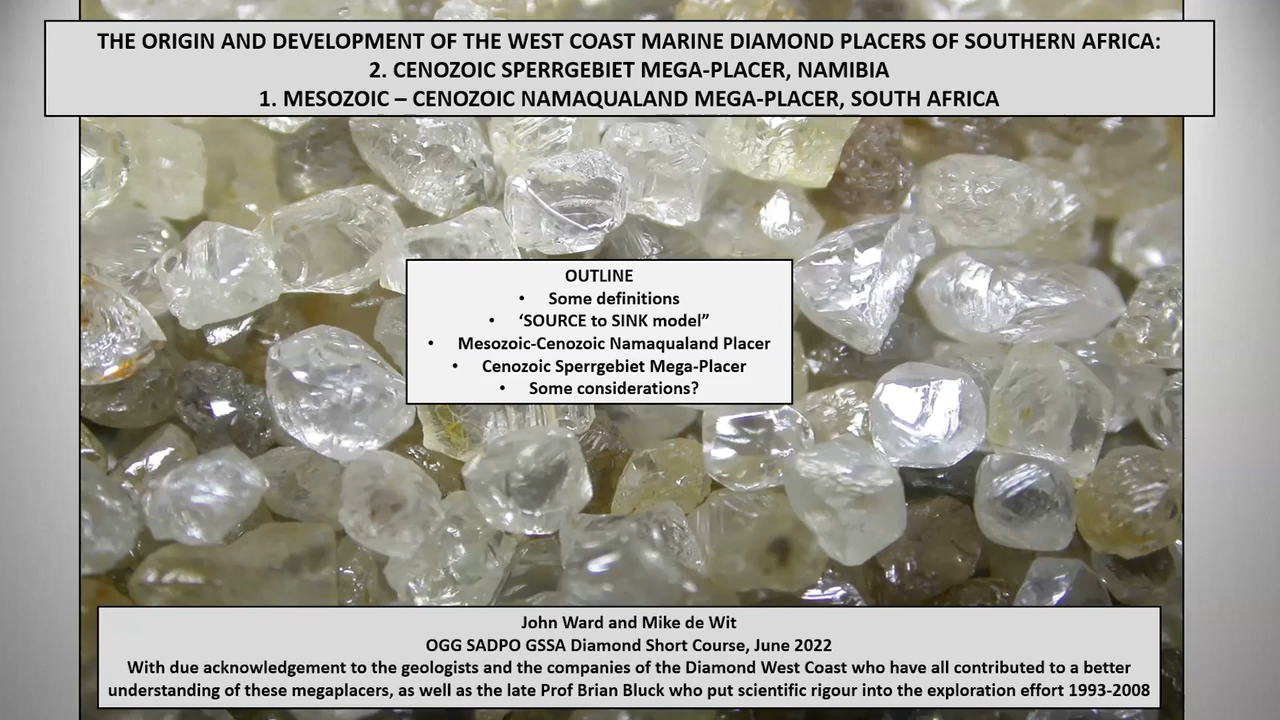 THE ORIGIN AND DEVELOPMENT OF THE WEST COAST MARINE DIAMOND PLACERS OF SOUTHERN AFRICA:
2. CENOZOIC SPERRGEBIET MEGA-PLACER, NAMIBIA
1. MESOZOIC – CENOZOIC NAMAQUALAND MEGA-PLACER, SOUTH AFRICA
OUTLINE
• Some definitions
• ‘SOURCE to SINK model”
• Mesozoic-Cenozoic Namaqualand Placer
• Cenozoic Sperrgebiet Mega-Placer
• Some considerations?
John Ward and Mike de Wit
OGG SADPO GSSA Diamond Short Course, June 2022
With due acknowledgement to the geologists and the companies of the Diamond West Coast who have all contributed to a better
understanding of these megaplacers, as well as the late Prof Brian Bluck who put scientific rigour into the exploration effort 1993-2008